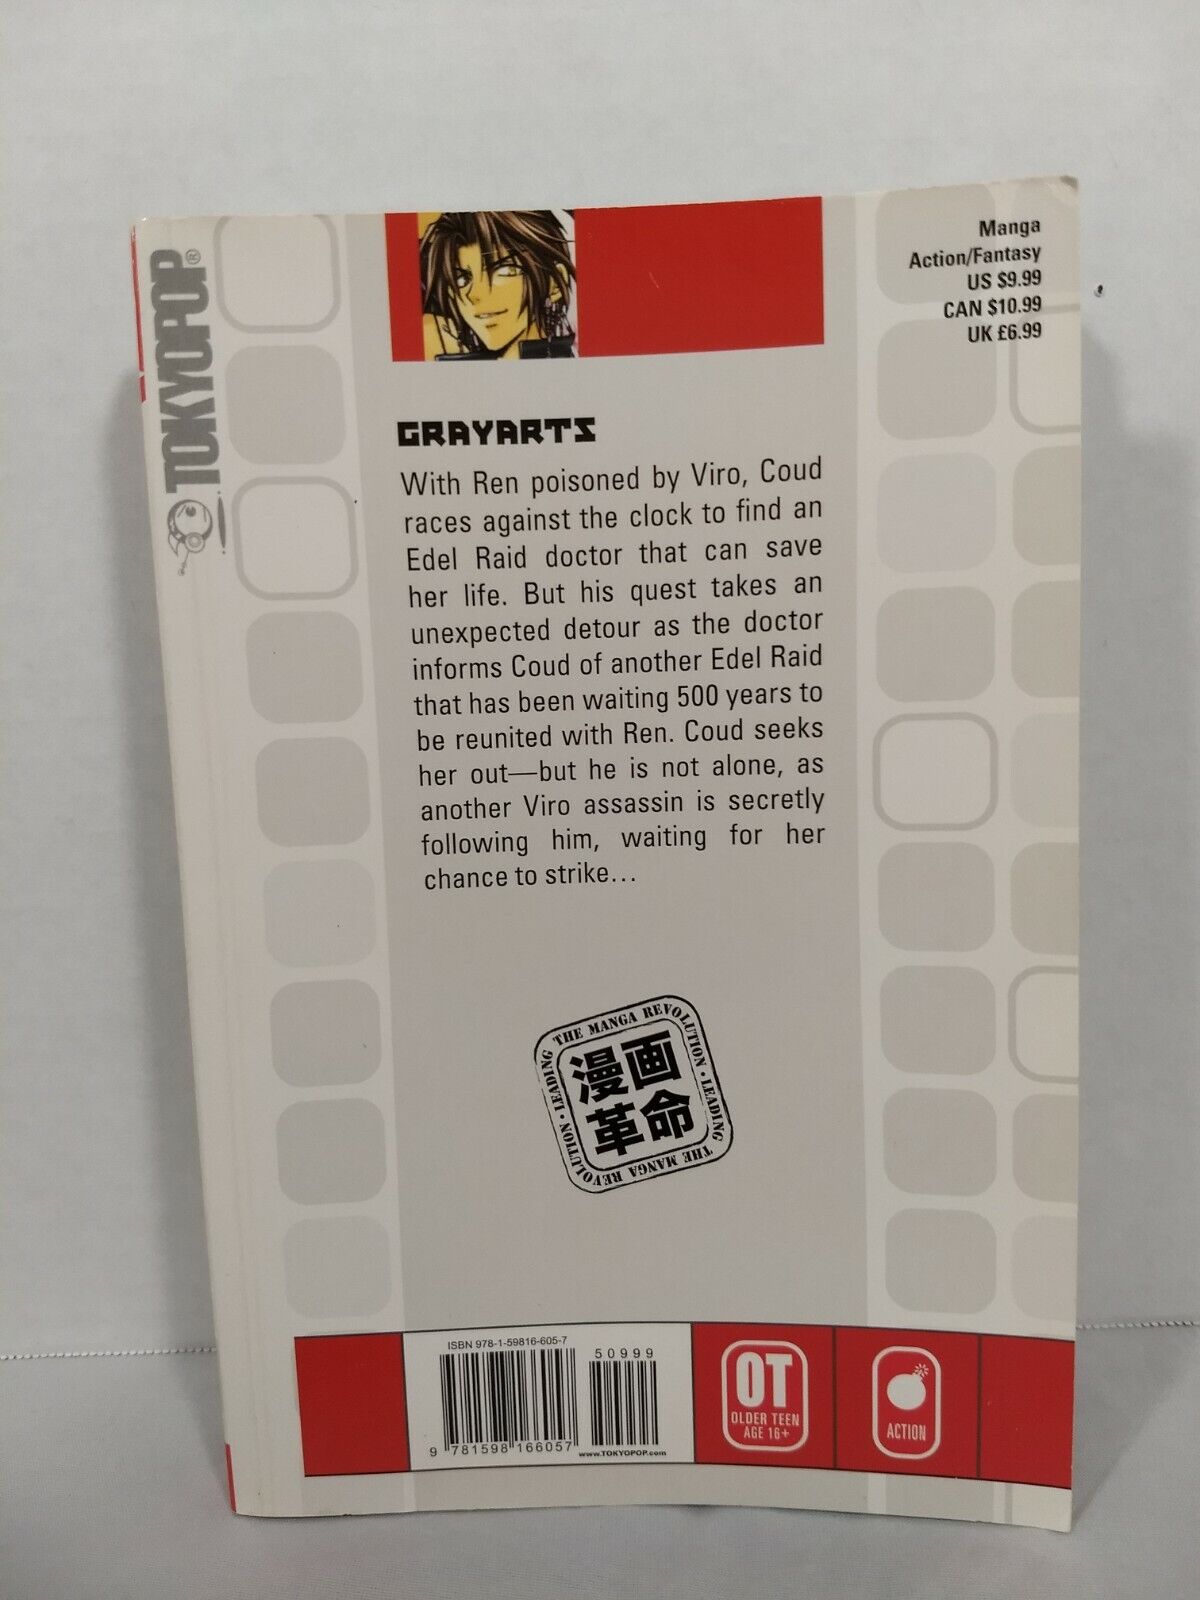 TOKYOPOP®
Manga
Action/Fantasy
US $9.99
CAN $10.99
UK £6.99
GRAYARTS
With Ren poisoned by Viro, Coud
races against the clock to find an
Edel Raid doctor that can save
her life. But his quest takes an
unexpected detour as the doctor
informs Coud of another Edel Raid
that has been waiting 500 years to
be reunited with Ren. Coud seeks
her out—but he is not alone, as
another Viro assassin is secretly
following him, waiting for her
chance to strike...
LEADING THE MANGA REVOLUTION • LEADING THE MANGA REVOLUTION •
漫画
革命
ISBN 978-1-59816-605-7
50999
9 781598 166057
www.TOKYOPOP.com
OT
OLDER TEEN
AGE 16+
ACTION